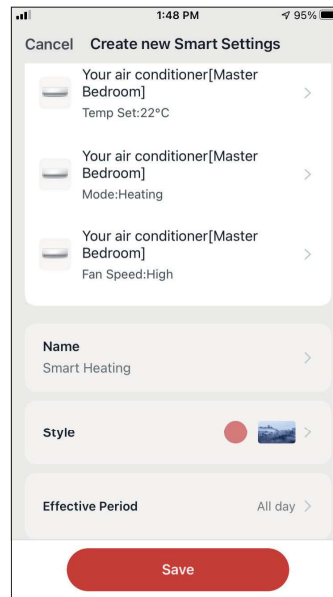 1:48 PM
95%
Cancel Create new Smart Settings
Your air conditioner[Master
Bedroom]
Temp Set:22°C
Your air conditioner[Master
Bedroom]
Mode:Heating
Your air conditioner[Master
Bedroom]
Fan Speed:High
Name
Smart Heating
Style
Effective Period All day
Save